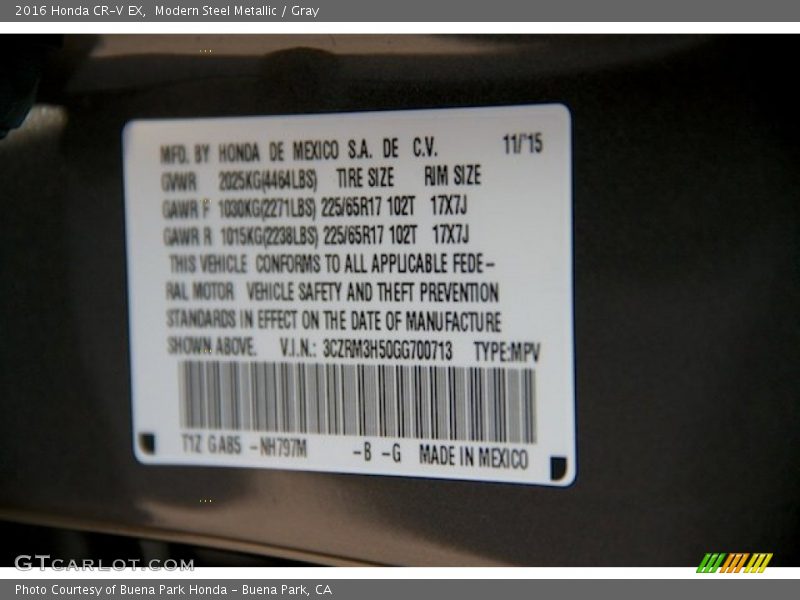 2016 Honda CR-V EX, Modern Steel Metallic / Gray
MFD. BY HONDA DE MEXICO S.A. DE C.V. 11/'15
GVWR 2025KG(4464LBS) TIRE SIZE RIM SIZE
GAWR F 1030KG(2271LBS) 225/65R17 102T 17X7J
GAWR R 1015KG(2238LBS) 225/65R17 102T 17X7J
THIS VEHICLE CONFORMS TO ALL APPLICABLE FEDE-
RAL MOTOR VEHICLE SAFETY AND THEFT PREVENTION
STANDARDS IN EFFECT ON THE DATE OF MANUFACTURE
SHOWN ABOVE. V.I.N.: 3CZRM3H50GG700713 TYPE:MPV
T1Z GA85 -NH797M -B -G MADE IN MEXICO
GTCARLOT.COM
Photo Courtesy of Buena Park Honda - Buena Park, CA